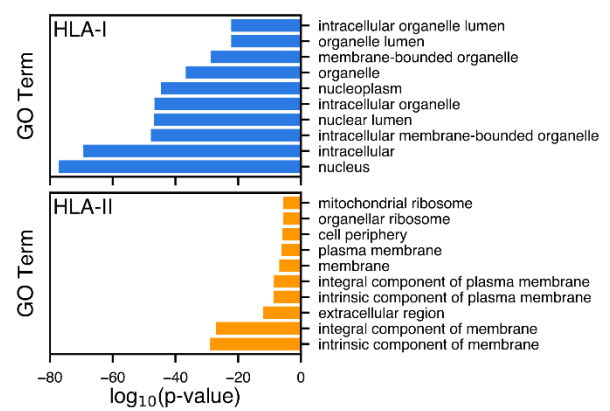 HLA-I
GO Term
intracellular organelle lumen
organelle lumen
membrane-bounded organelle
organelle
nucleoplasm
intracellular organelle
nuclear lumen
intracellular membrane-bounded organelle
intracellular
nucleus
HLA-II
GO Term
mitochondrial ribosome
organellar ribosome
cell periphery
plasma membrane
membrane
integral component of plasma membrane
intrinsic component of plasma membrane
extracellular region
integral component of membrane
intrinsic component of membrane
−80 −60 −40 −20 0
log₁₀(p-value)